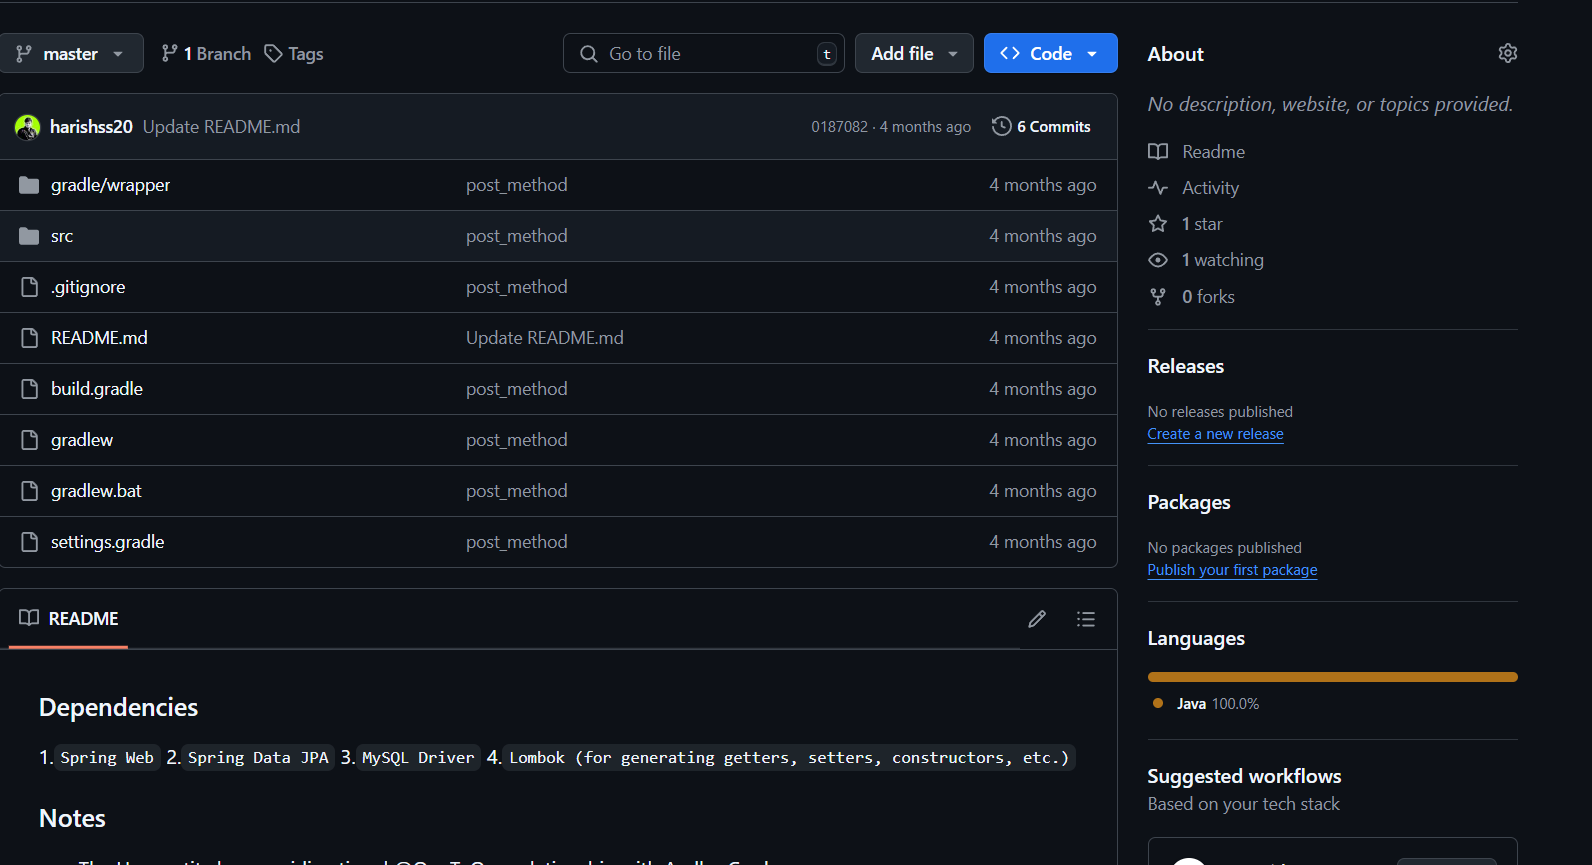 master 1 Branch Tags Go to file t Add file Code
harishss20 Update README.md 0187082 · 4 months ago 6 Commits
gradle/wrapper post_method 4 months ago
src post_method 4 months ago
.gitignore post_method 4 months ago
README.md Update README.md 4 months ago
build.gradle post_method 4 months ago
gradlew post_method 4 months ago
gradlew.bat post_method 4 months ago
settings.gradle post_method 4 months ago
README
Dependencies
1. Spring Web 2. Spring Data JPA 3. MySQL Driver 4. Lombok (for generating getters, setters, constructors, etc.)
Notes
About
No description, website, or topics provided.
Readme
Activity
1 star
1 watching
0 forks
Releases
No releases published
Create a new release
Packages
No packages published
Publish your first package
Languages
Java 100.0%
Suggested workflows
Based on your tech stack